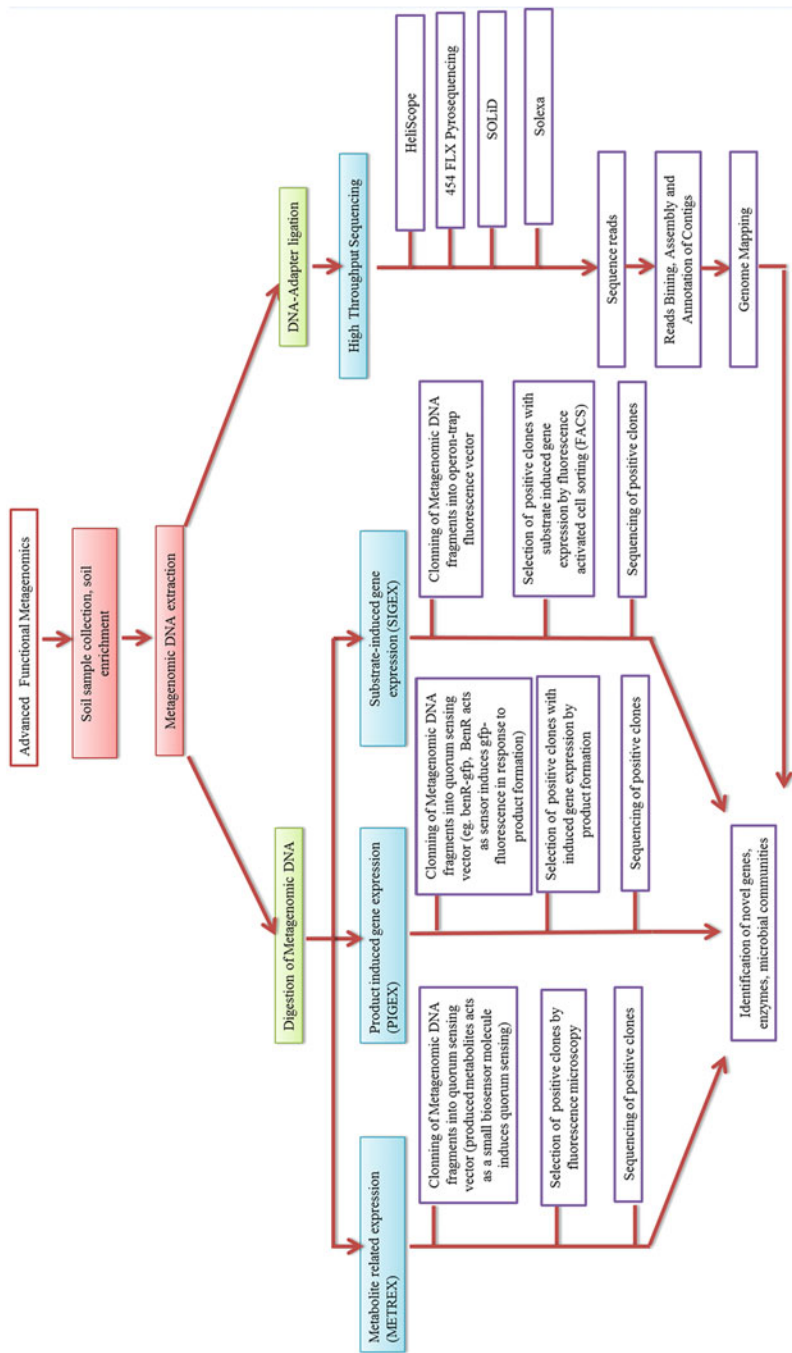 Advanced Functional Metagenomics
Soil sample collection, soil
enrichment
Metagenomic DNA extraction
Digestion of Metagenomic DNA
DNA-Adapter ligation
Metabolite related expression
(METREX)
Clonning of Metagenomic DNA
fragments into quorum sensing
vector (produced metabolites acts
as a small biosensor molecule
induces quorum sensing)
Selection of positive clones by
fluorescence microscopy
Sequencing of positive clones
Product induced gene expression
(PIGEX)
Clonning of Metagenomic DNA
fragments into quorum sensing
vector (eg. benR-gfp, BenR acts
as sensor induces gfp-
fluorescence in response to
product formation)
Selection of positive clones with
induced gene expression by
product formation
Sequencing of positive clones
Substrate-induced gene
expression (SIGEX)
Clonning of Metagenomic DNA
fragments into operon-trap
fluorescence vector
Selection of positive clones with
substrate induced gene
expression by fluorescence
activated cell sorting (FACS)
Sequencing of positive clones
High Throughput Sequencing
HeliScope
454 FLX Pyrosequencing
SOLiD
Solexa
Sequence reads
Reads Bining, Assembly and
Annotation of Contigs
Genome Mapping
Identification of novel genes,
enzymes, microbial communities